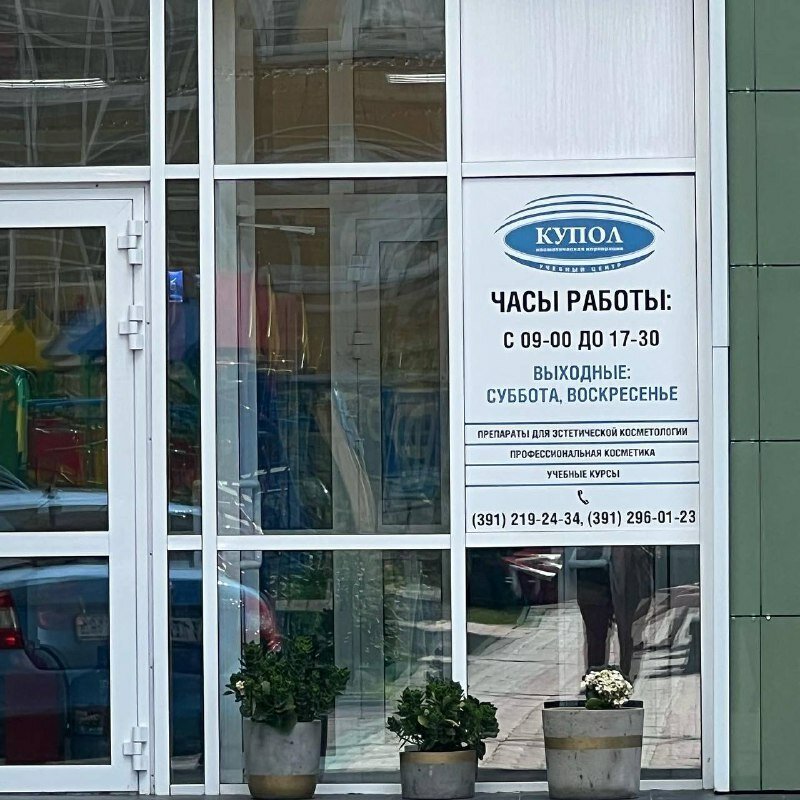 КУПОЛ
косметическая корпорация
УЧЕБНЫЙ ЦЕНТР
ЧАСЫ РАБОТЫ:
С 09-00 ДО 17-30
ВЫХОДНЫЕ:
СУББОТА, ВОСКРЕСЕНЬЕ
ПРЕПАРАТЫ ДЛЯ ЭСТЕТИЧЕСКОЙ КОСМЕТОЛОГИИ
ПРОФЕССИОНАЛЬНАЯ КОСМЕТИКА
УЧЕБНЫЕ КУРСЫ
(391) 219-24-34, (391) 296-01-23